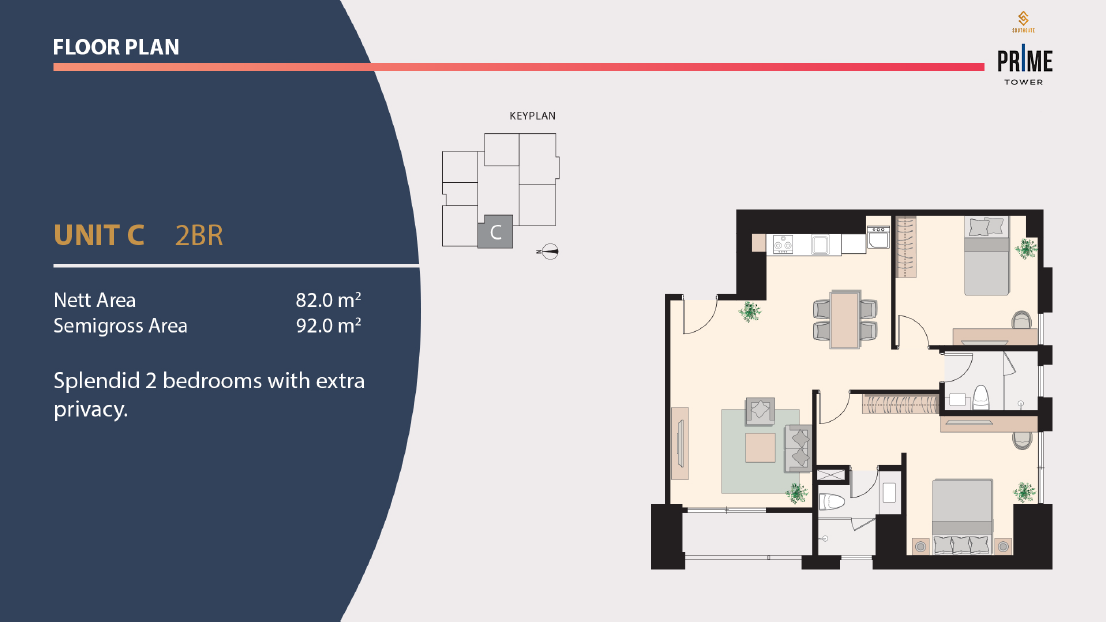 FLOOR PLAN
SOUTHGATE
PRIME
TOWER
KEYPLAN
C
N
UNIT C 2BR
Nett Area 82.0 m²
Semigross Area 92.0 m²
Splendid 2 bedrooms with extra
privacy.